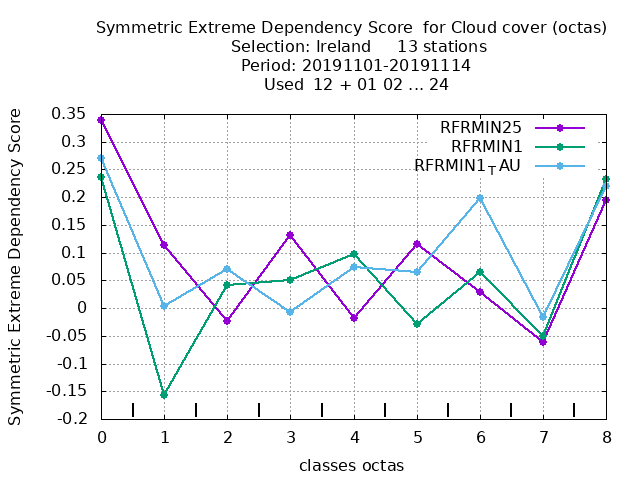 Symmetric Extreme Dependency Score for Cloud cover (octas)
Selection: Ireland 13 stations
Period: 20191101-20191114
Used 12 + 01 02 ... 24
Symmetric Extreme Dependency Score
0.35
0.3
0.25
0.2
0.15
0.1
0.05
0
-0.05
-0.1
-0.15
-0.2
RFRMIN25
RFRMIN1
RFRMIN1TAU
0 1 2 3 4 5 6 7 8
classes octas